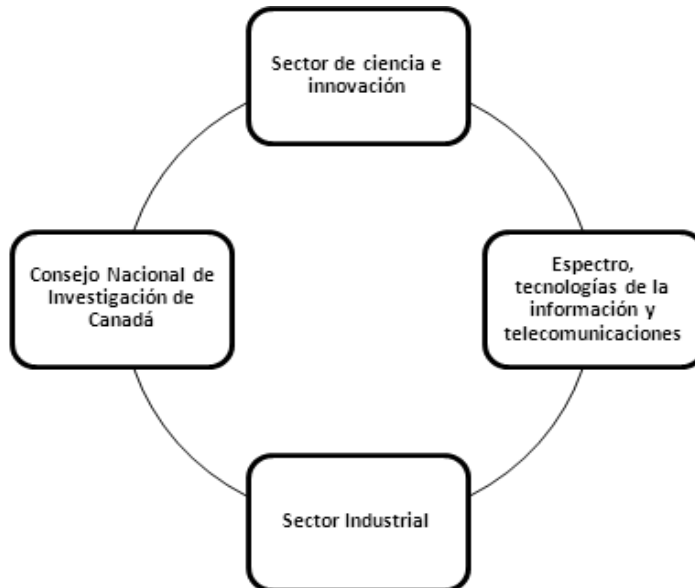 Sector de ciencia e
innovación
Consejo Nacional de
Investigación de
Canadá
Espectro,
tecnologías de la
información y
telecomunicaciones
Sector Industrial